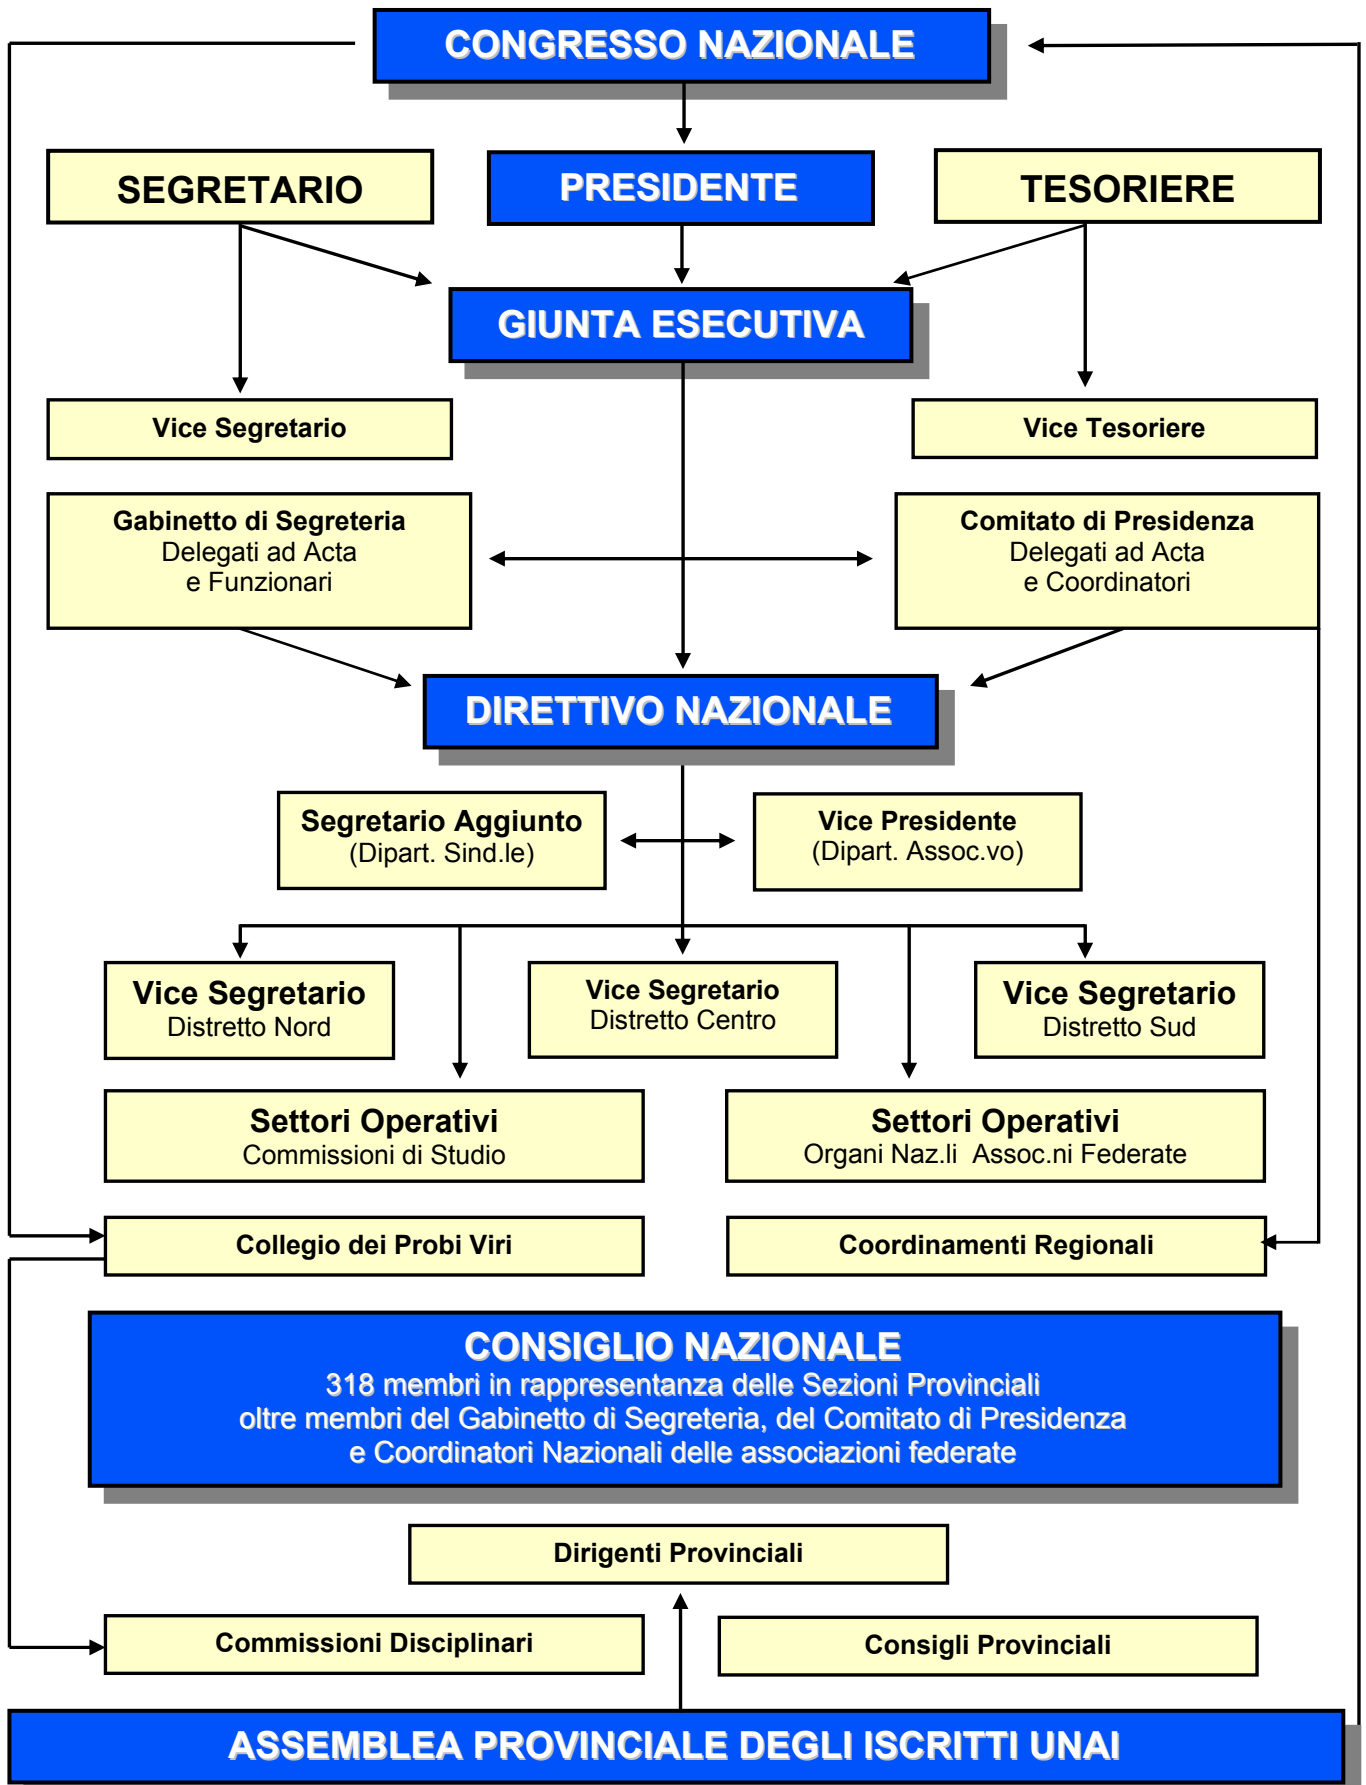 CONGRESSO NAZIONALE
SEGRETARIO
PRESIDENTE
TESORIERE
GIUNTA ESECUTIVA
Vice Segretario
Vice Tesoriere
Gabinetto di Segreteria
Delegati ad Acta
e Funzionari
Comitato di Presidenza
Delegati ad Acta
e Coordinatori
DIRETTIVO NAZIONALE
Segretario Aggiunto
(Dipart. Sind.le)
Vice Presidente
(Dipart. Assoc.vo)
Vice Segretario
Distretto Nord
Vice Segretario
Distretto Centro
Vice Segretario
Distretto Sud
Settori Operativi
Commissioni di Studio
Settori Operativi
Organi Naz.li Assoc.ni Federate
Collegio dei Probi Viri
Coordinamenti Regionali
CONSIGLIO NAZIONALE
318 membri in rappresentanza delle Sezioni Provinciali
oltre membri del Gabinetto di Segreteria, del Comitato di Presidenza
e Coordinatori Nazionali delle associazioni federate
Dirigenti Provinciali
Commissioni Disciplinari
Consigli Provinciali
ASSEMBLEA PROVINCIALE DEGLI ISCRITTI UNAI